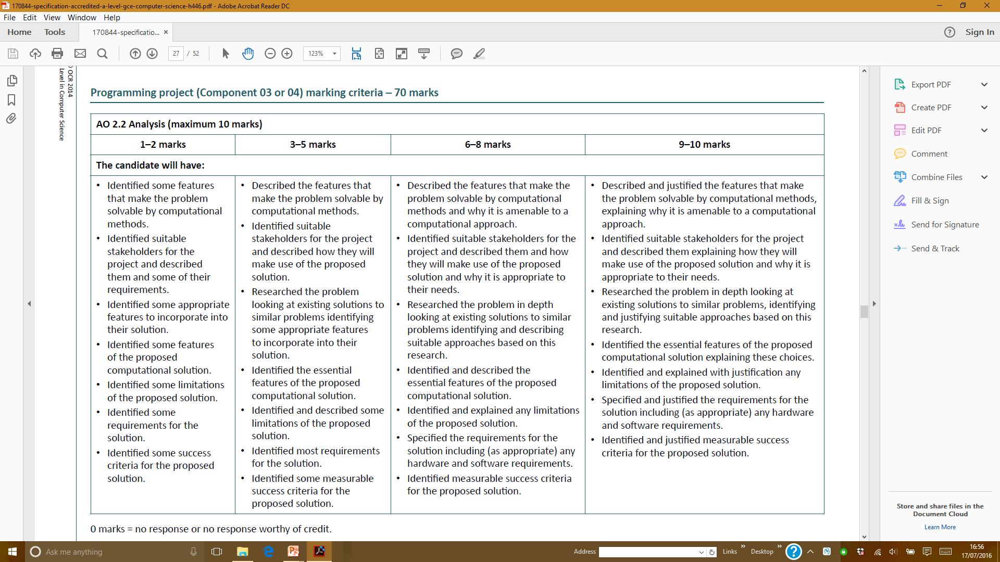 170844-specification-accredited-a-level-gce-computer-science-h446.pdf - Adobe Acrobat Reader DC
File Edit View Window Help
Home Tools 170844-specificatio... × ? Sign In
27 / 52 123%
OCR 2014
Level in Computer Science
Programming project (Component 03 or 04) marking criteria – 70 marks
AO 2.2 Analysis (maximum 10 marks)
1–2 marks 3–5 marks 6–8 marks 9–10 marks
The candidate will have:
• Identified some features
that make the problem
solvable by computational
methods.
• Identified suitable
stakeholders for the
project and described
them and some of their
requirements.
• Identified some appropriate
features to incorporate into
their solution.
• Identified some features
of the proposed
computational solution.
• Identified some limitations
of the proposed solution.
• Identified some
requirements for the
solution.
• Identified some success
criteria for the proposed
solution.
• Described the features that
make the problem solvable by
computational methods.
• Identified suitable
stakeholders for the project
and described how they will
make use of the proposed
solution.
• Researched the problem
looking at existing solutions to
similar problems identifying
some appropriate features
to incorporate into their
solution.
• Identified the essential
features of the proposed
computational solution.
• Identified and described some
limitations of the proposed
solution.
• Identified most requirements
for the solution.
• Identified some measurable
success criteria for the
proposed solution.
• Described the features that make the
problem solvable by computational
methods and why it is amenable to a
computational approach.
• Identified suitable stakeholders for the
project and described them and how
they will make use of the proposed
solution and why it is appropriate to
their needs.
• Researched the problem in depth
looking at existing solutions to similar
problems identifying and describing
suitable approaches based on this
research.
• Identified and described the
essential features of the proposed
computational solution.
• Identified and explained any limitations
of the proposed solution.
• Specified the requirements for the
solution including (as appropriate) any
hardware and software requirements.
• Identified measurable success criteria
for the proposed solution.
• Described and justified the features that make
the problem solvable by computational methods,
explaining why it is amenable to a computational
approach.
• Identified suitable stakeholders for the project
and described them explaining how they will
make use of the proposed solution and why it is
appropriate to their needs.
• Researched the problem in depth looking at
existing solutions to similar problems, identifying
and justifying suitable approaches based on this
research.
• Identified the essential features of the proposed
computational solution explaining these choices.
• Identified and explained with justification any
limitations of the proposed solution.
• Specified and justified the requirements for the
solution including (as appropriate) any hardware
and software requirements.
• Identified and justified measurable success
criteria for the proposed solution.
0 marks = no response or no response worthy of credit.
Export PDF
Create PDF
Edit PDF
Comment
Combine Files
Fill & Sign
Send for Signature
Send & Track
Store and share files in the
Document Cloud
Learn More
Ask me anything
Address Links Desktop
16:56
17/07/2016